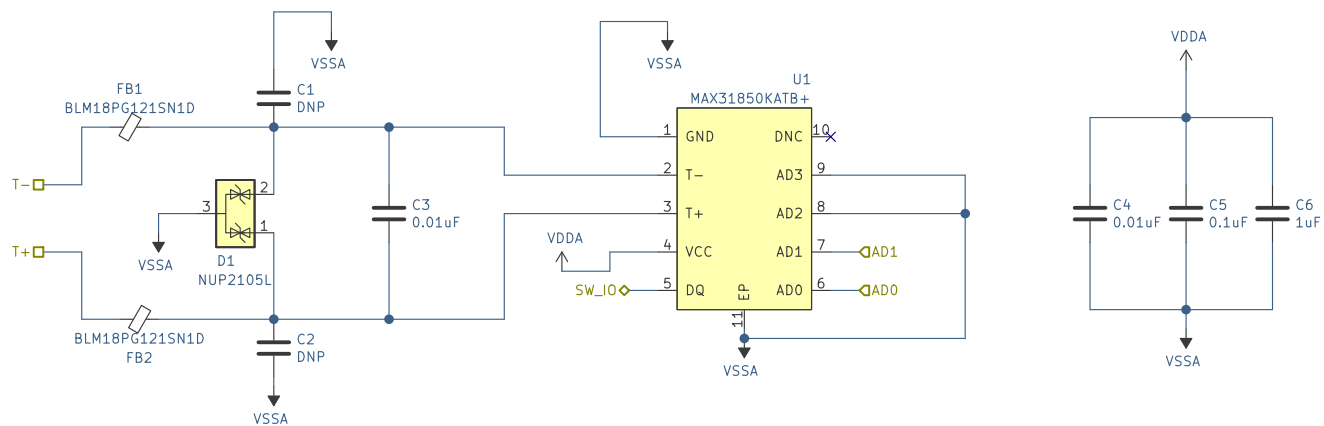 VSSA
C1
DNP
FB1
BLM18PG121SN1D
T-
2
3
1
VSSA
D1
NUP2105L
C3
0.01uF
T+
BLM18PG121SN1D
FB2
C2
DNP
VSSA
VSSA
U1
MAX31850KATB+
1
GND
DNC
10
2
T-
AD3
9
3
T+
AD2
8
VDDA
4
VCC
AD1
7
AD1
SW_IO
5
DQ
EP
AD0
6
AD0
11
VSSA
VDDA
C4
0.01uF
C5
0.1uF
C6
1uF
VSSA